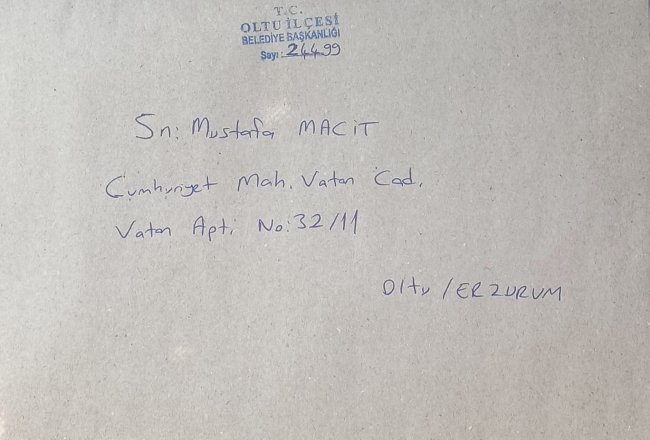 T.C.
OLTU İLÇESİ
BELEDİYE BAŞKANLIĞI
Sayı: 24499
Sn: Mustafa MACİT
Cumhuriyet Mah. Vatan Cad.
Vatan Apt. No:32/11
Oltu /ERZURUM